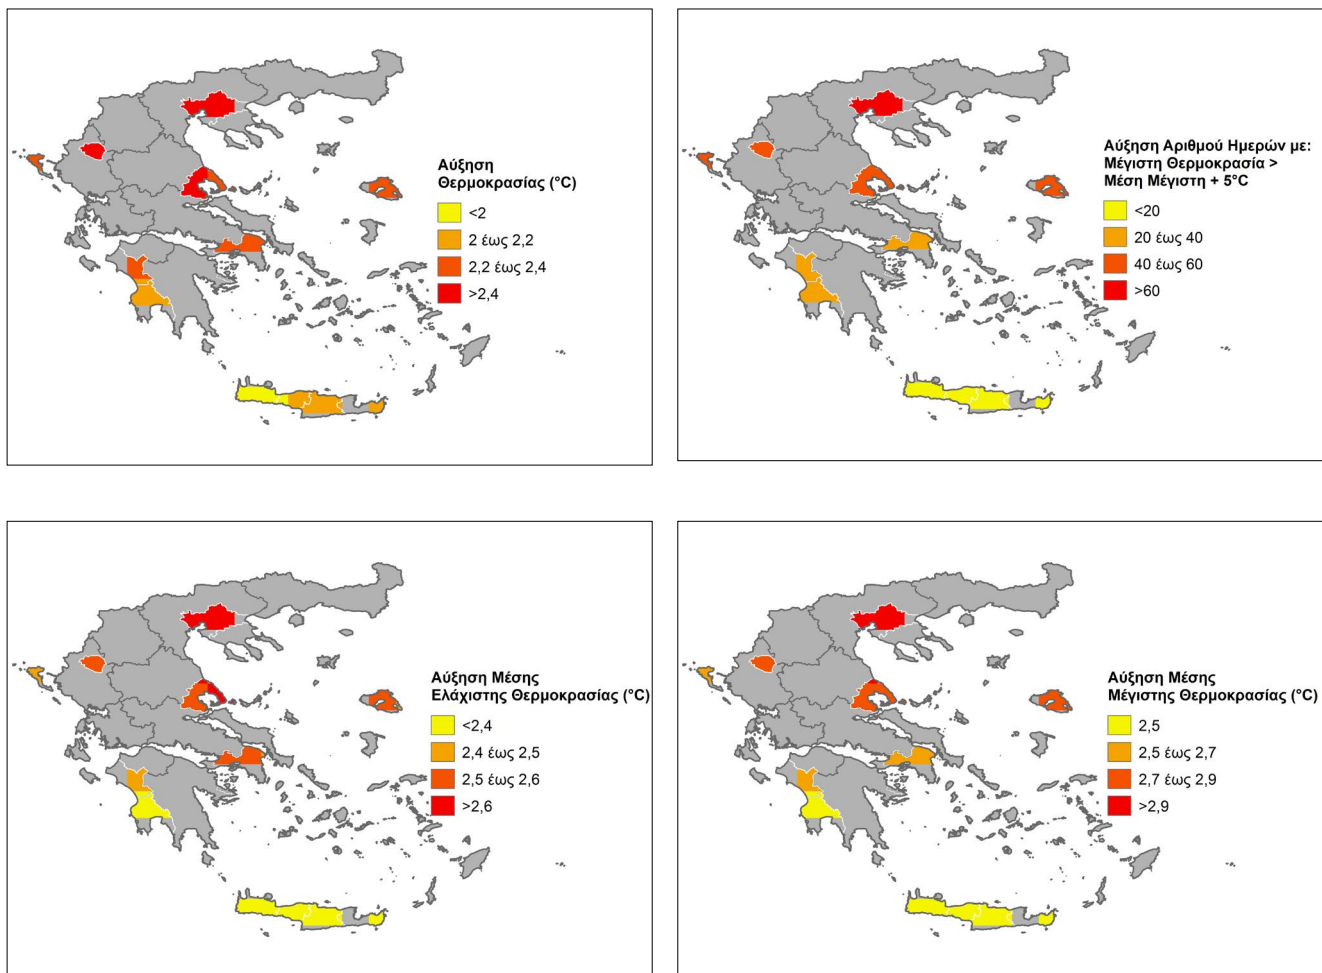 Αύξηση
Θερμοκρασίας (°C)
<2
2 έως 2,2
2,2 έως 2,4
>2,4
Αύξηση Αριθμού Ημερών με:
Μέγιστη Θερμοκρασία >
Μέση Μέγιστη + 5°C
<20
20 έως 40
40 έως 60
>60
Αύξηση Μέσης
Ελάχιστης Θερμοκρασίας (°C)
<2,4
2,4 έως 2,5
2,5 έως 2,6
>2,6
Αύξηση Μέσης
Μέγιστης Θερμοκρασίας (°C)
2,5
2,5 έως 2,7
2,7 έως 2,9
>2,9